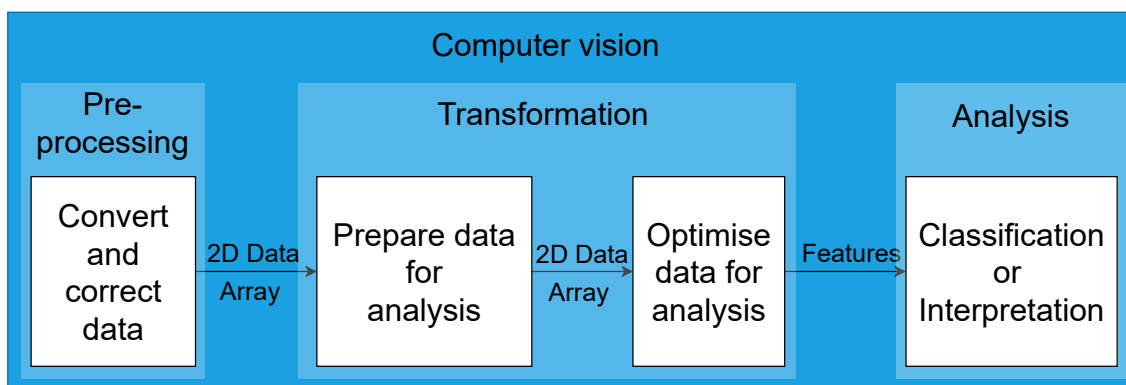 Computer vision
Pre-
processing
Transformation
Analysis
Convert
and
correct
data
2D Data
Array
Prepare data
for
analysis
2D Data
Array
Optimise
data for
analysis
Features
Classification
or
Interpretation